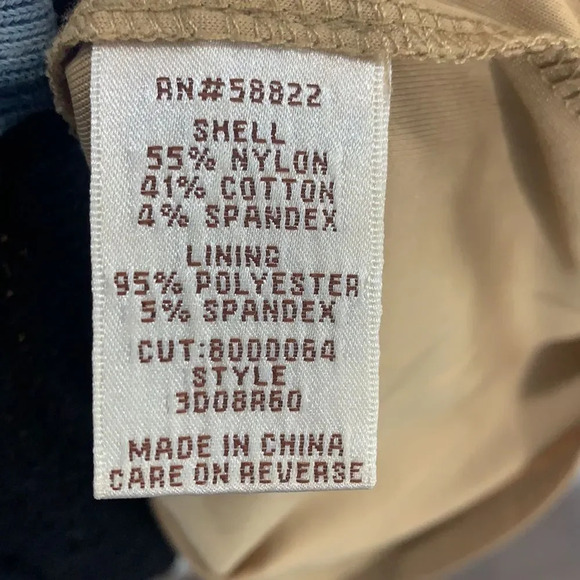 RN#58822
SHELL
55% NYLON
41% COTTON
4% SPANDEX
LINING
95% POLYESTER
5% SPANDEX
CUT:8000064
STYLE
3D08A60
MADE IN CHINA
CARE ON REVERSE